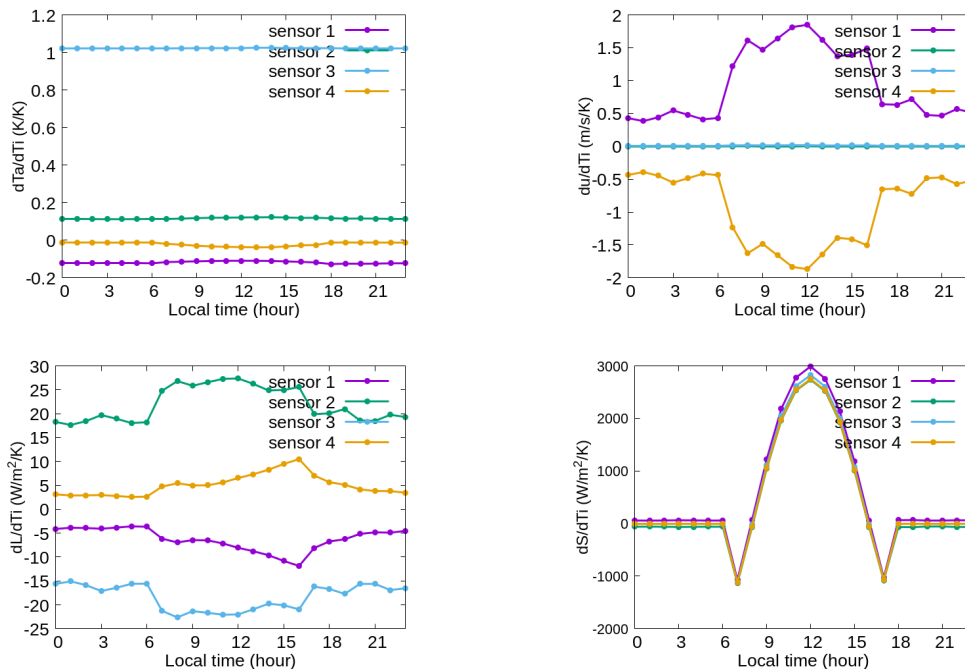 1.2
1
0.8
0.6
0.4
0.2
0
-0.2
dTa/dTi (K/K)
sensor 1
sensor 2
sensor 3
sensor 4
0 3 6 9 12 15 18 21
Local time (hour)
2
1.5
1
0.5
0
-0.5
-1
-1.5
-2
du/dTi (m/s/K)
sensor 1
sensor 2
sensor 3
sensor 4
0 3 6 9 12 15 18 21
Local time (hour)
30
25
20
15
10
5
0
-5
-10
-15
-20
-25
dL/dTi (W/m²/K)
sensor 1
sensor 2
sensor 3
sensor 4
0 3 6 9 12 15 18 21
Local time (hour)
3000
2000
1000
0
-1000
-2000
dS/dTi (W/m²/K)
sensor 1
sensor 2
sensor 3
sensor 4
0 3 6 9 12 15 18 21
Local time (hour)